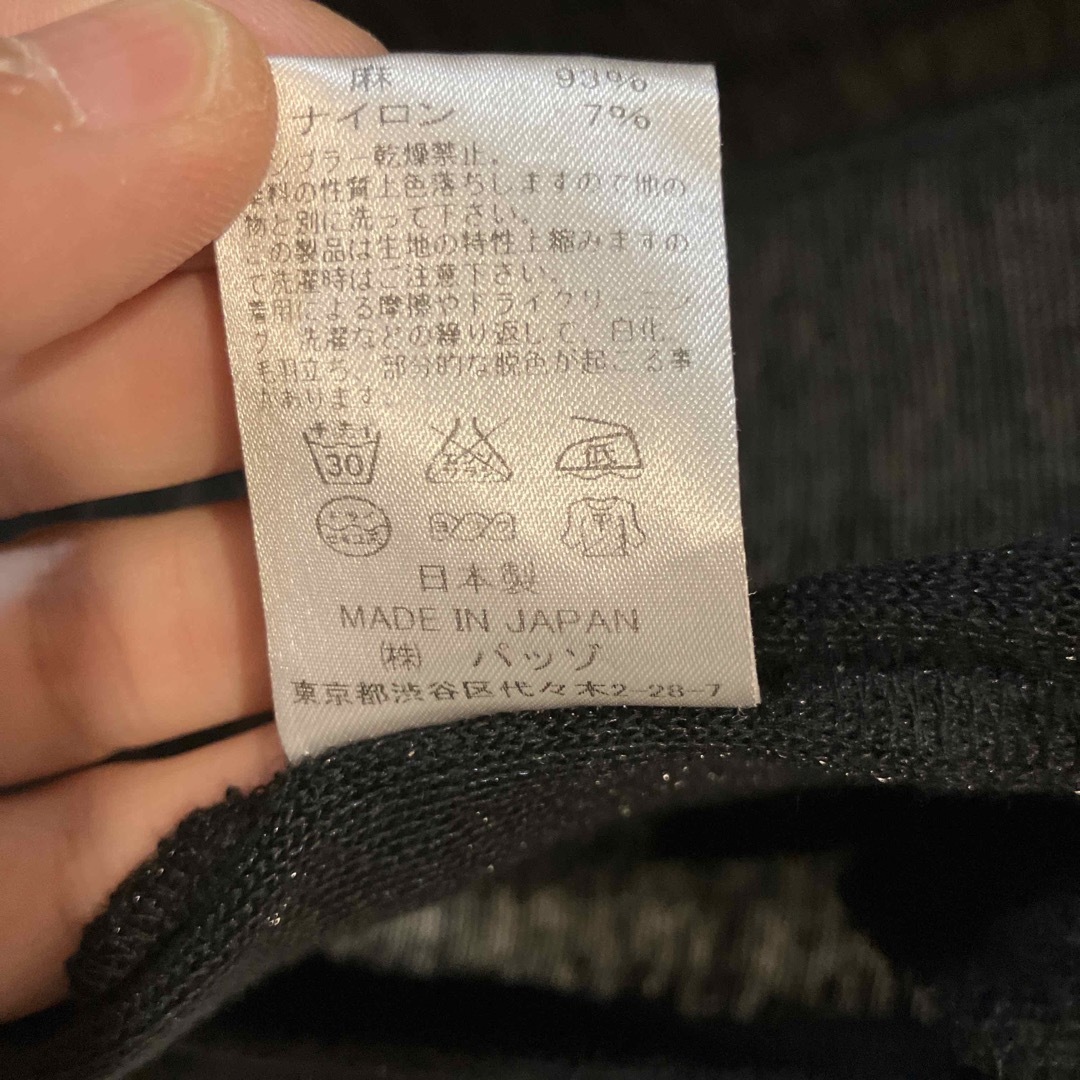 麻 93%
ナイロン 7%
ンブラー乾燥禁止。
料の性質上色落ちしますので他の
物と別に洗って下さい。
この製品は生地の特性上縮みますの
で洗濯時はご注意下さい。
着用による摩擦やドライクリーニン
グ、洗濯などの繰り返しで、白化、
毛羽立ち、部分的な脱色が起こる事
があります。
30
低
日本製
MADE IN JAPAN
(株) パッゾ
東京都渋谷区代々木2-28-7